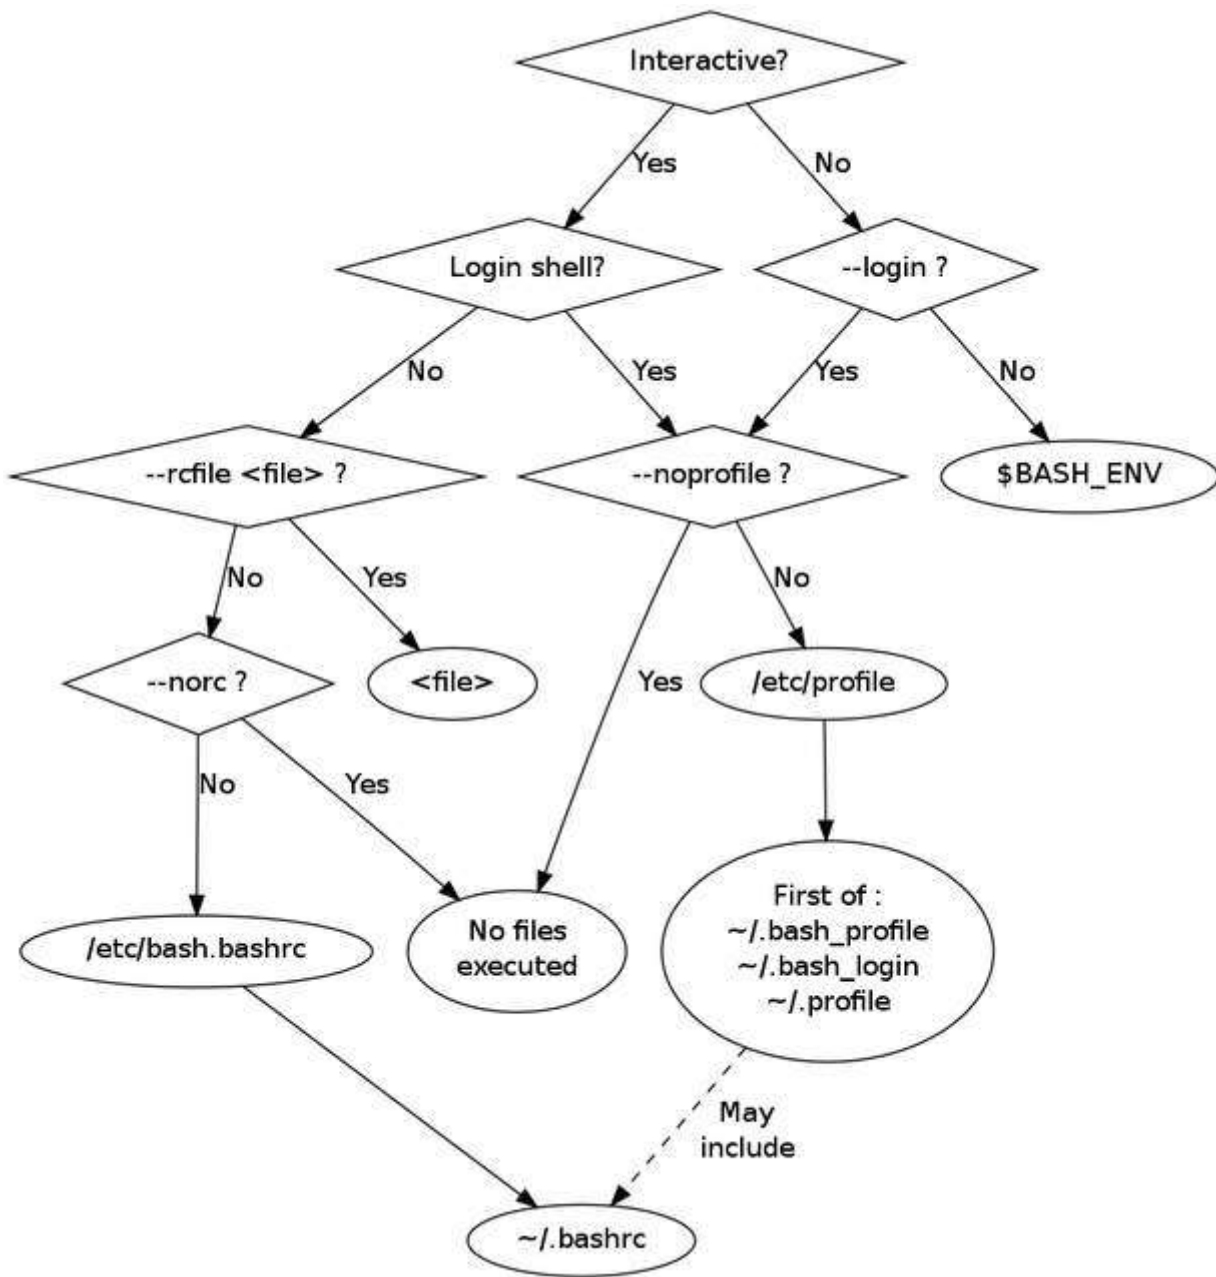 Interactive?
Yes
No
Login shell?
--login ?
No
Yes
Yes
No
--rcfile <file> ?
--noprofile ?
$BASH_ENV
No
Yes
No
--norc ?
<file>
Yes
/etc/profile
No
Yes
/etc/bash.bashrc
No files
executed
First of :
~/.bash_profile
~/.bash_login
~/.profile
May
include
~/.bashrc